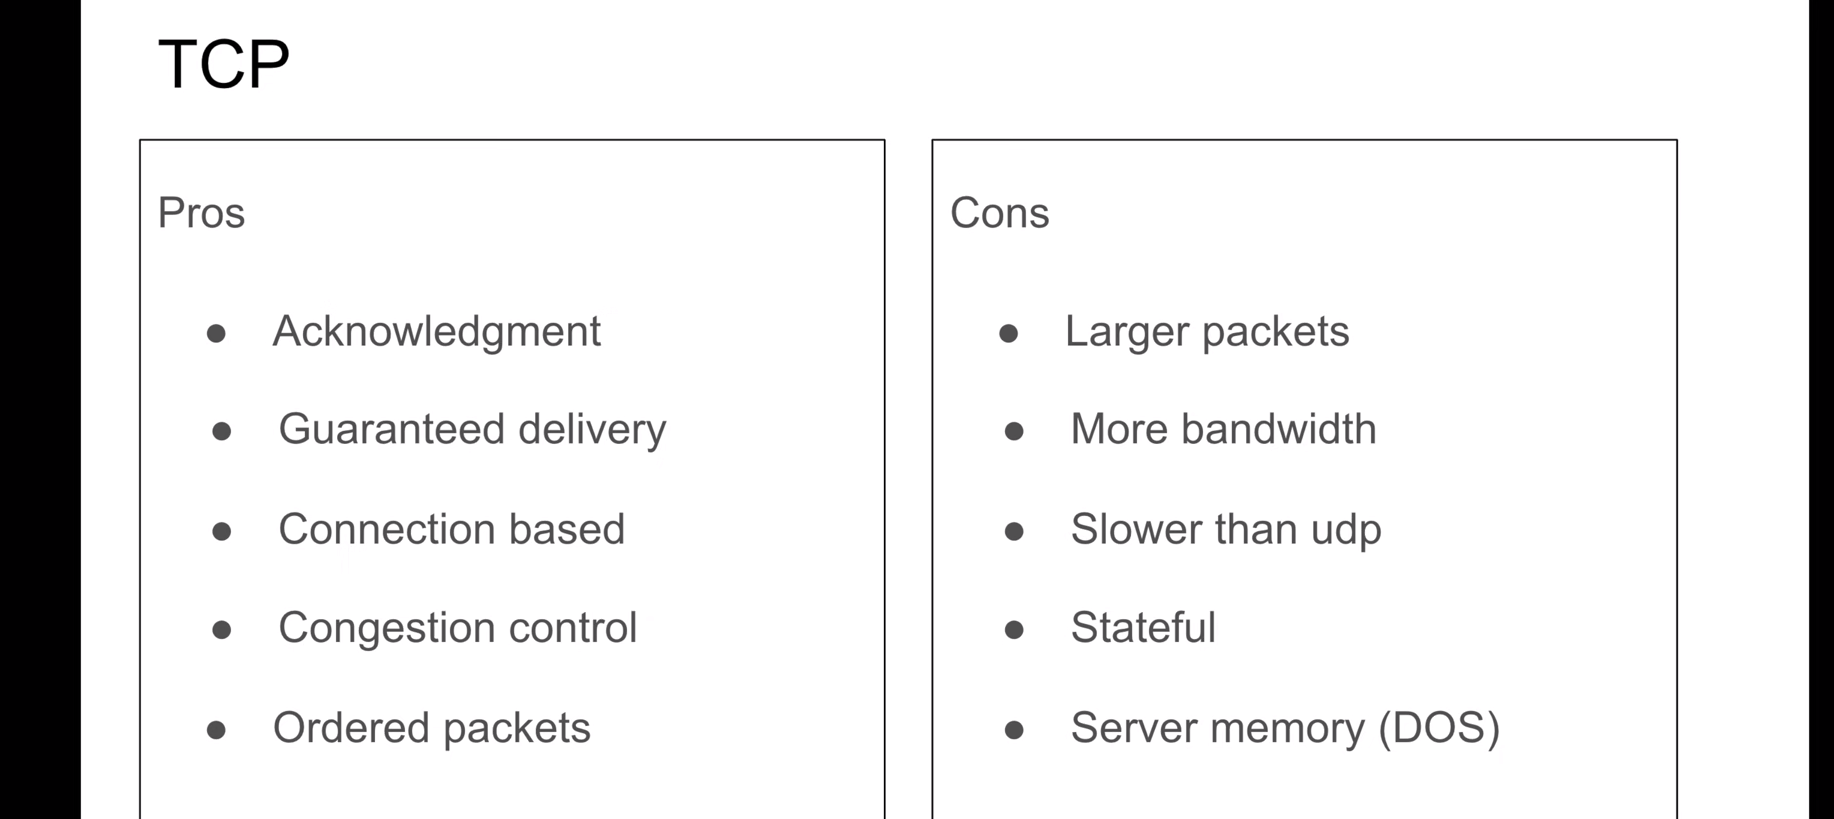 TCP
Pros
● Acknowledgment
● Guaranteed delivery
● Connection based
● Congestion control
● Ordered packets
Cons
● Larger packets
● More bandwidth
● Slower than udp
● Stateful
● Server memory (DOS)